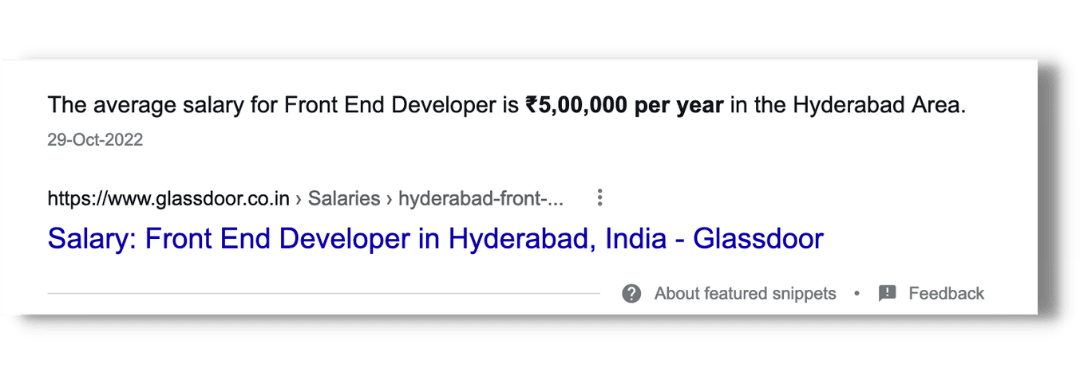 The average salary for Front End Developer is ₹5,00,000 per year in the Hyderabad Area.
29-Oct-2022
https://www.glassdoor.co.in › Salaries › hyderabad-front-...
Salary: Front End Developer in Hyderabad, India - Glassdoor
About featured snippets • Feedback